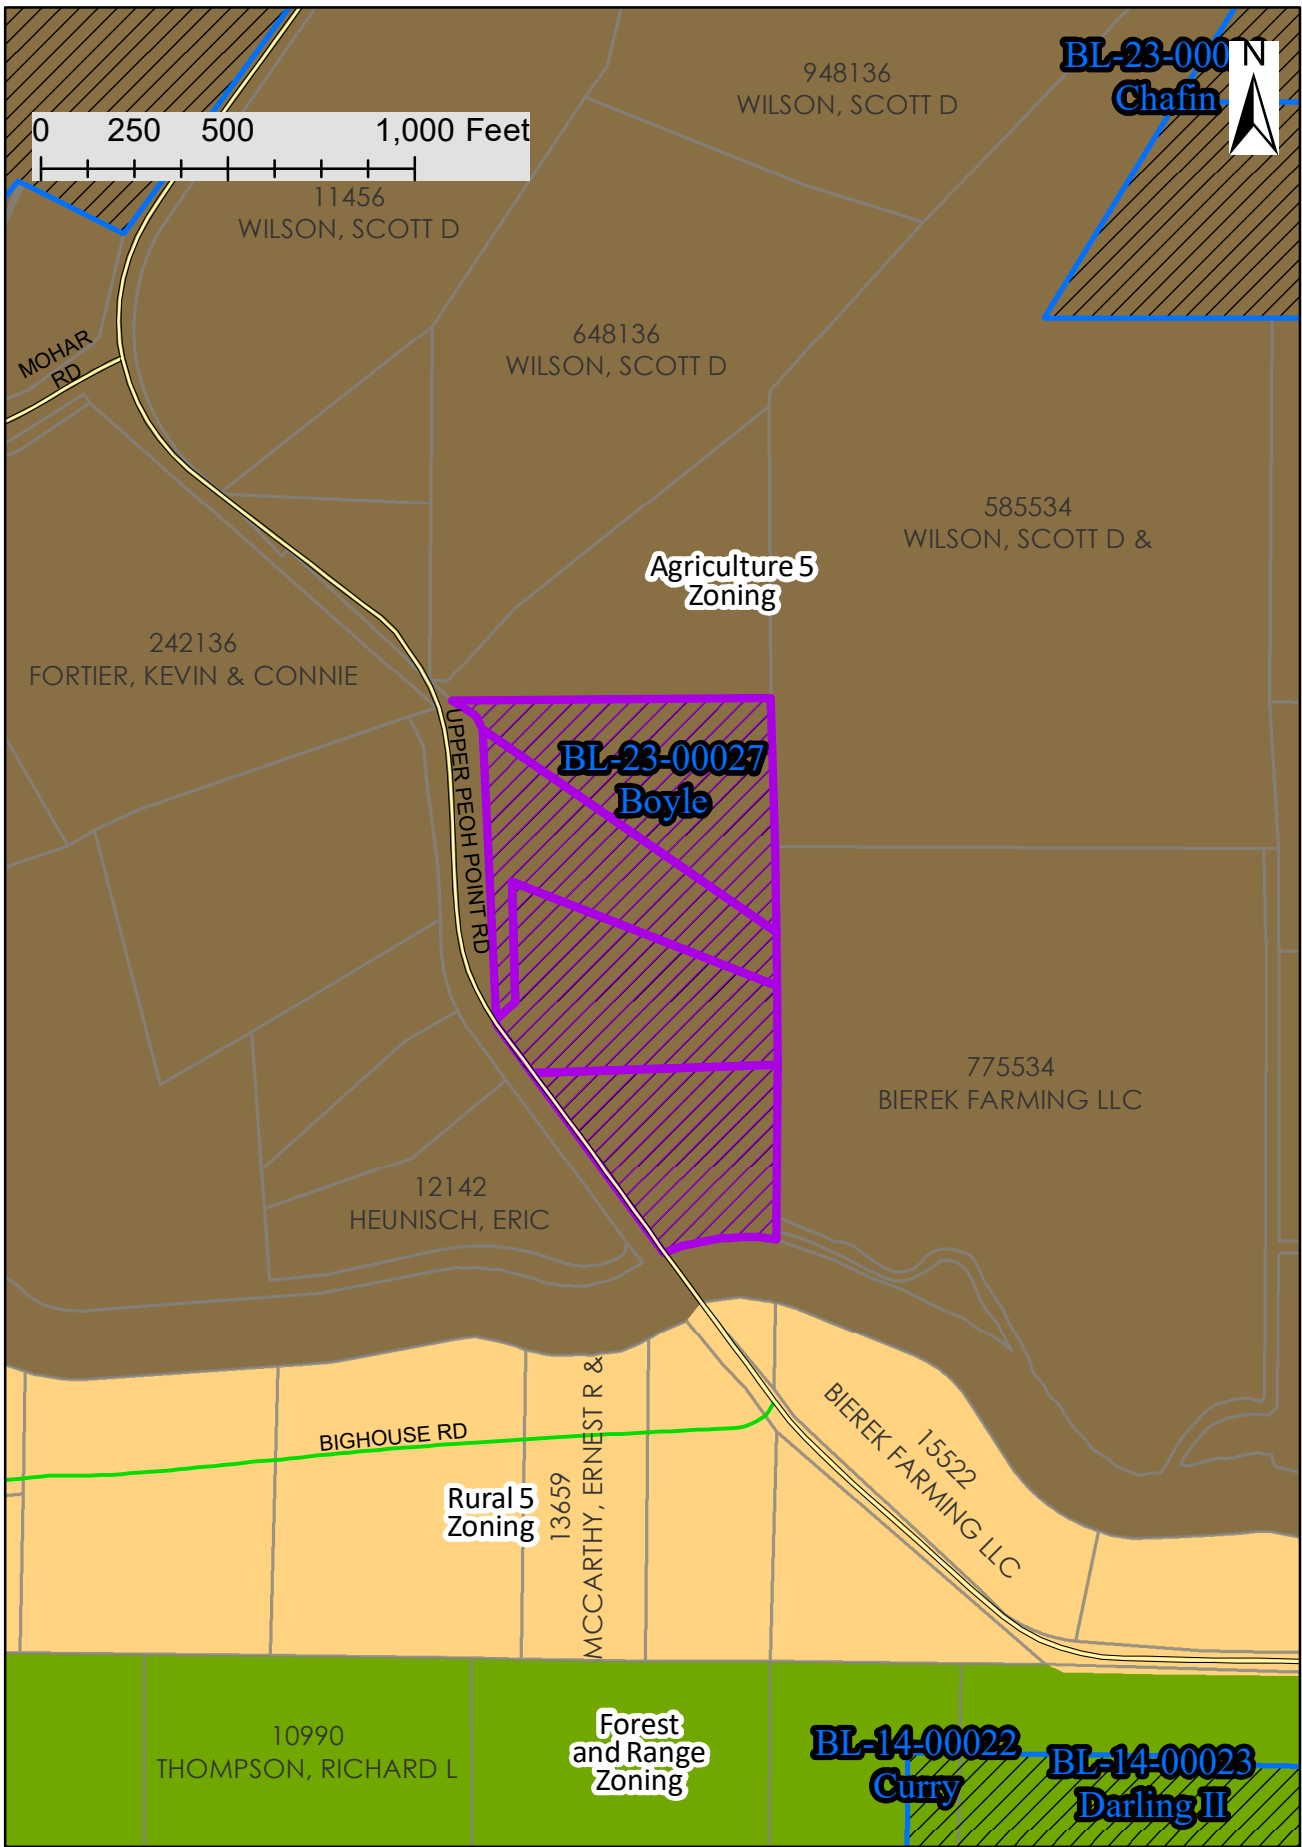 948136
WILSON, SCOTT D
BL-23-000
Chafin
N
0 250 500 1,000 Feet
11456
WILSON, SCOTT D
MOHAR
RD
648136
WILSON, SCOTT D
585534
WILSON, SCOTT D &
Agriculture 5
Zoning
242136
FORTIER, KEVIN & CONNIE
UPPER PEOH POINT RD
BL-23-00027
Boyle
775534
BIEREK FARMING LLC
12142
HEUNISCH, ERIC
BIGHOUSE RD
Rural 5
Zoning
13659
MCCARTHY, ERNEST R &
15522
BIEREK FARMING LLC
10990
THOMPSON, RICHARD L
Forest
and Range
Zoning
BL-14-00022
Curry
BL-14-00023
Darling II